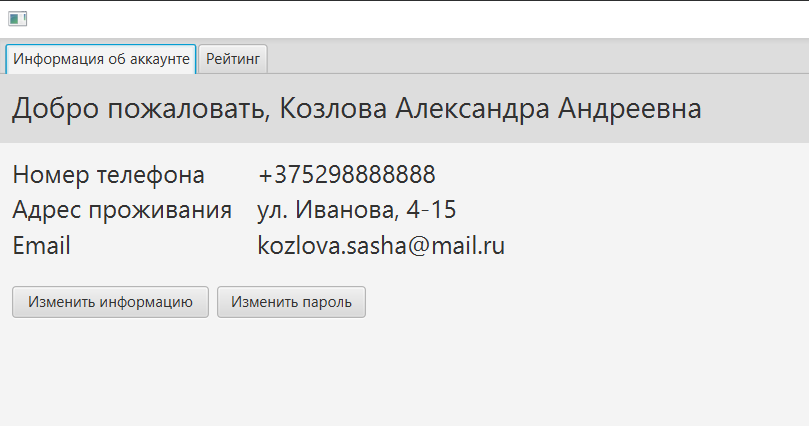 Информация об аккаунте Рейтинг
Добро пожаловать, Козлова Александра Андреевна
Номер телефона +375298888888
Адрес проживания ул. Иванова, 4-15
Email kozlova.sasha@mail.ru
Изменить информацию Изменить пароль